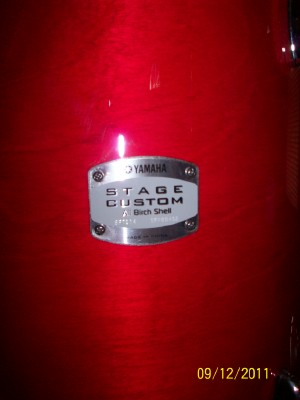 YAMAHA
STAGE
CUSTOM
Birch Shell
09/12/2011